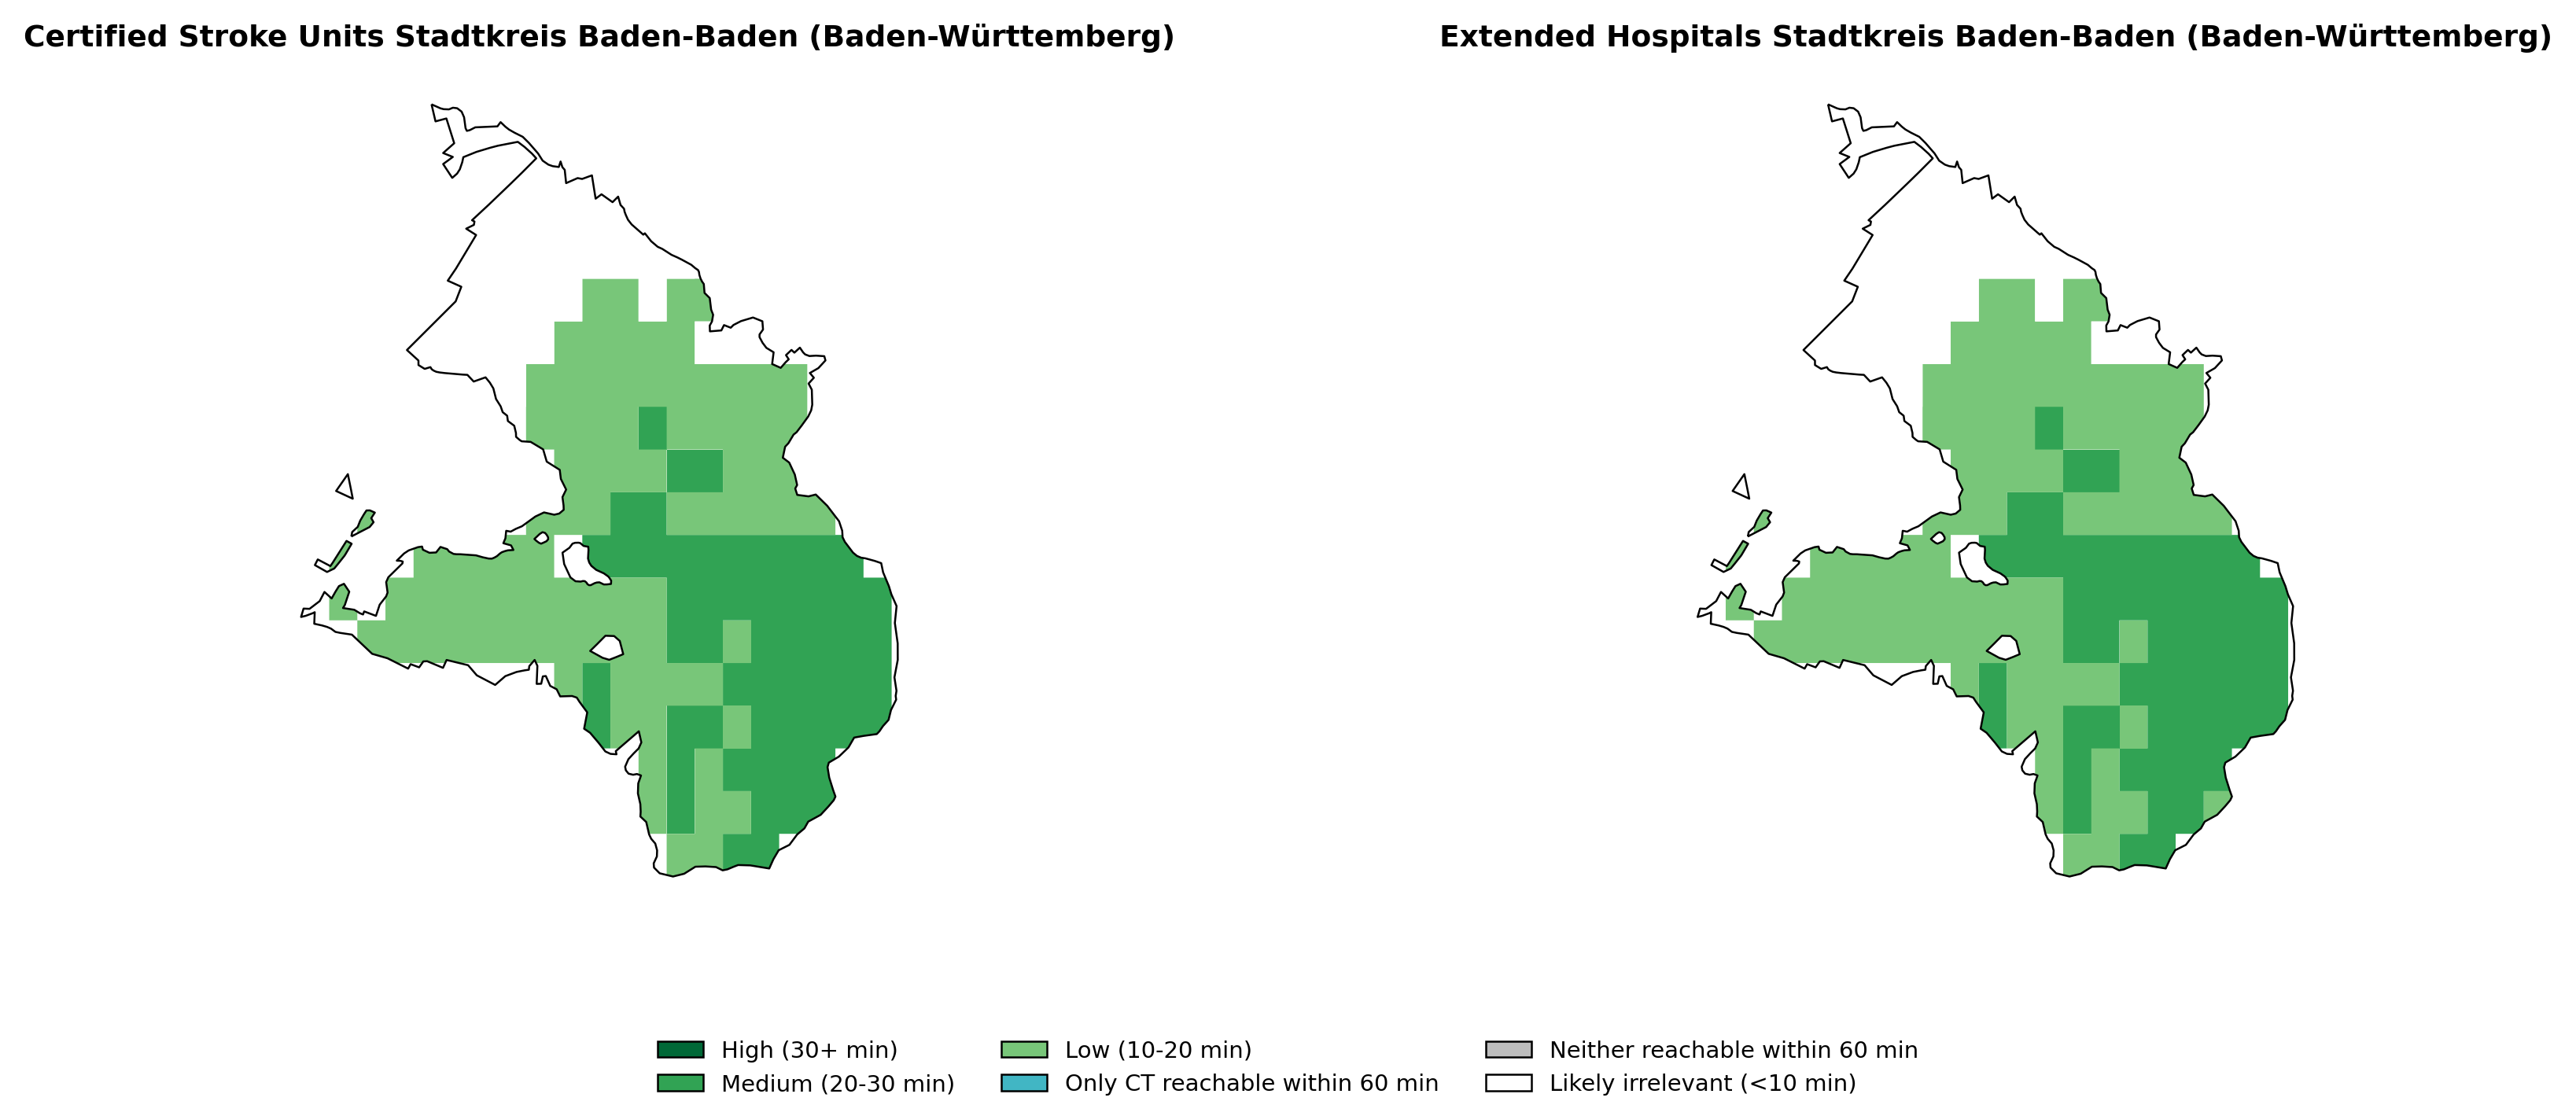 Certified Stroke Units Stadtkreis Baden-Baden (Baden-Württemberg)
Extended Hospitals Stadtkreis Baden-Baden (Baden-Württemberg)
High (30+ min)
Medium (20-30 min)
Low (10-20 min)
Only CT reachable within 60 min
Neither reachable within 60 min
Likely irrelevant (<10 min)